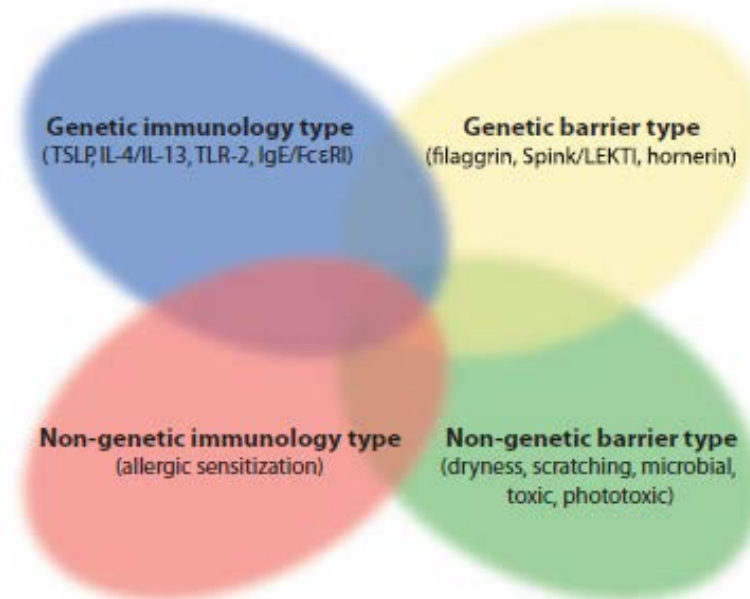 Genetic immunology type
(TSLP, IL-4/IL-13, TLR-2, IgE/FcεRI)
Genetic barrier type
(filaggrin, Spink/LEKTI, hornerin)
Non-genetic immunology type
(allergic sensitization)
Non-genetic barrier type
(dryness, scratching, microbial,
toxic, phototoxic)